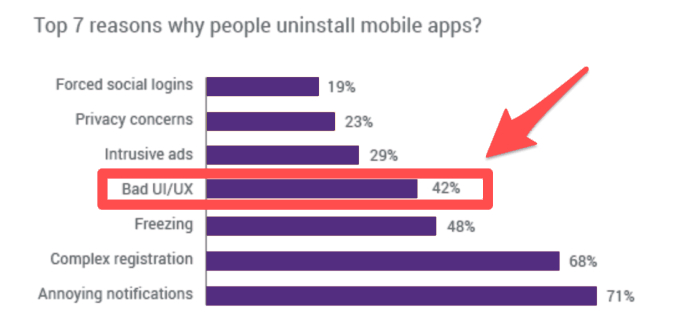 Top 7 reasons why people uninstall mobile apps?
Forced social logins 19%
Privacy concerns 23%
Intrusive ads 29%
Bad UI/UX 42%
Freezing 48%
Complex registration 68%
Annoying notifications 71%